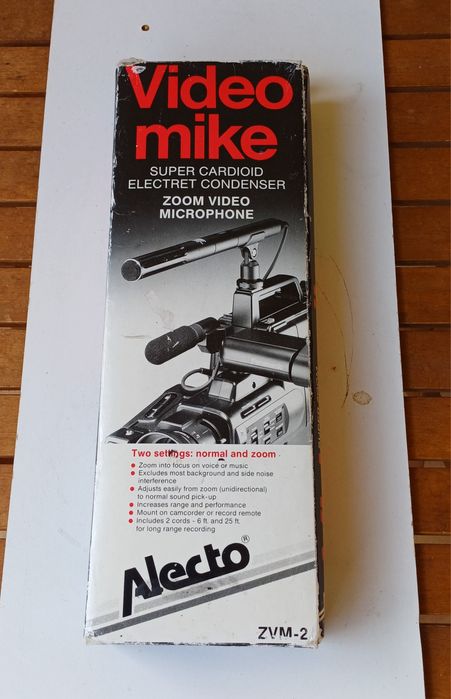 Video
mike
SUPER CARDIOID
ELECTRET CONDENSER
ZOOM VIDEO
MICROPHONE
Two settings: normal and zoom
● Zoom into focus on voice or music
● Excludes most background and side noise
interference
● Adjusts easily from zoom (unidirectional)
to normal sound pick-up
● Increases range and performance
● Mount on camcorder or record remote
● Includes 2 cords - 6 ft. and 25 ft.
for long range recording
Alecto®
ZVM-2